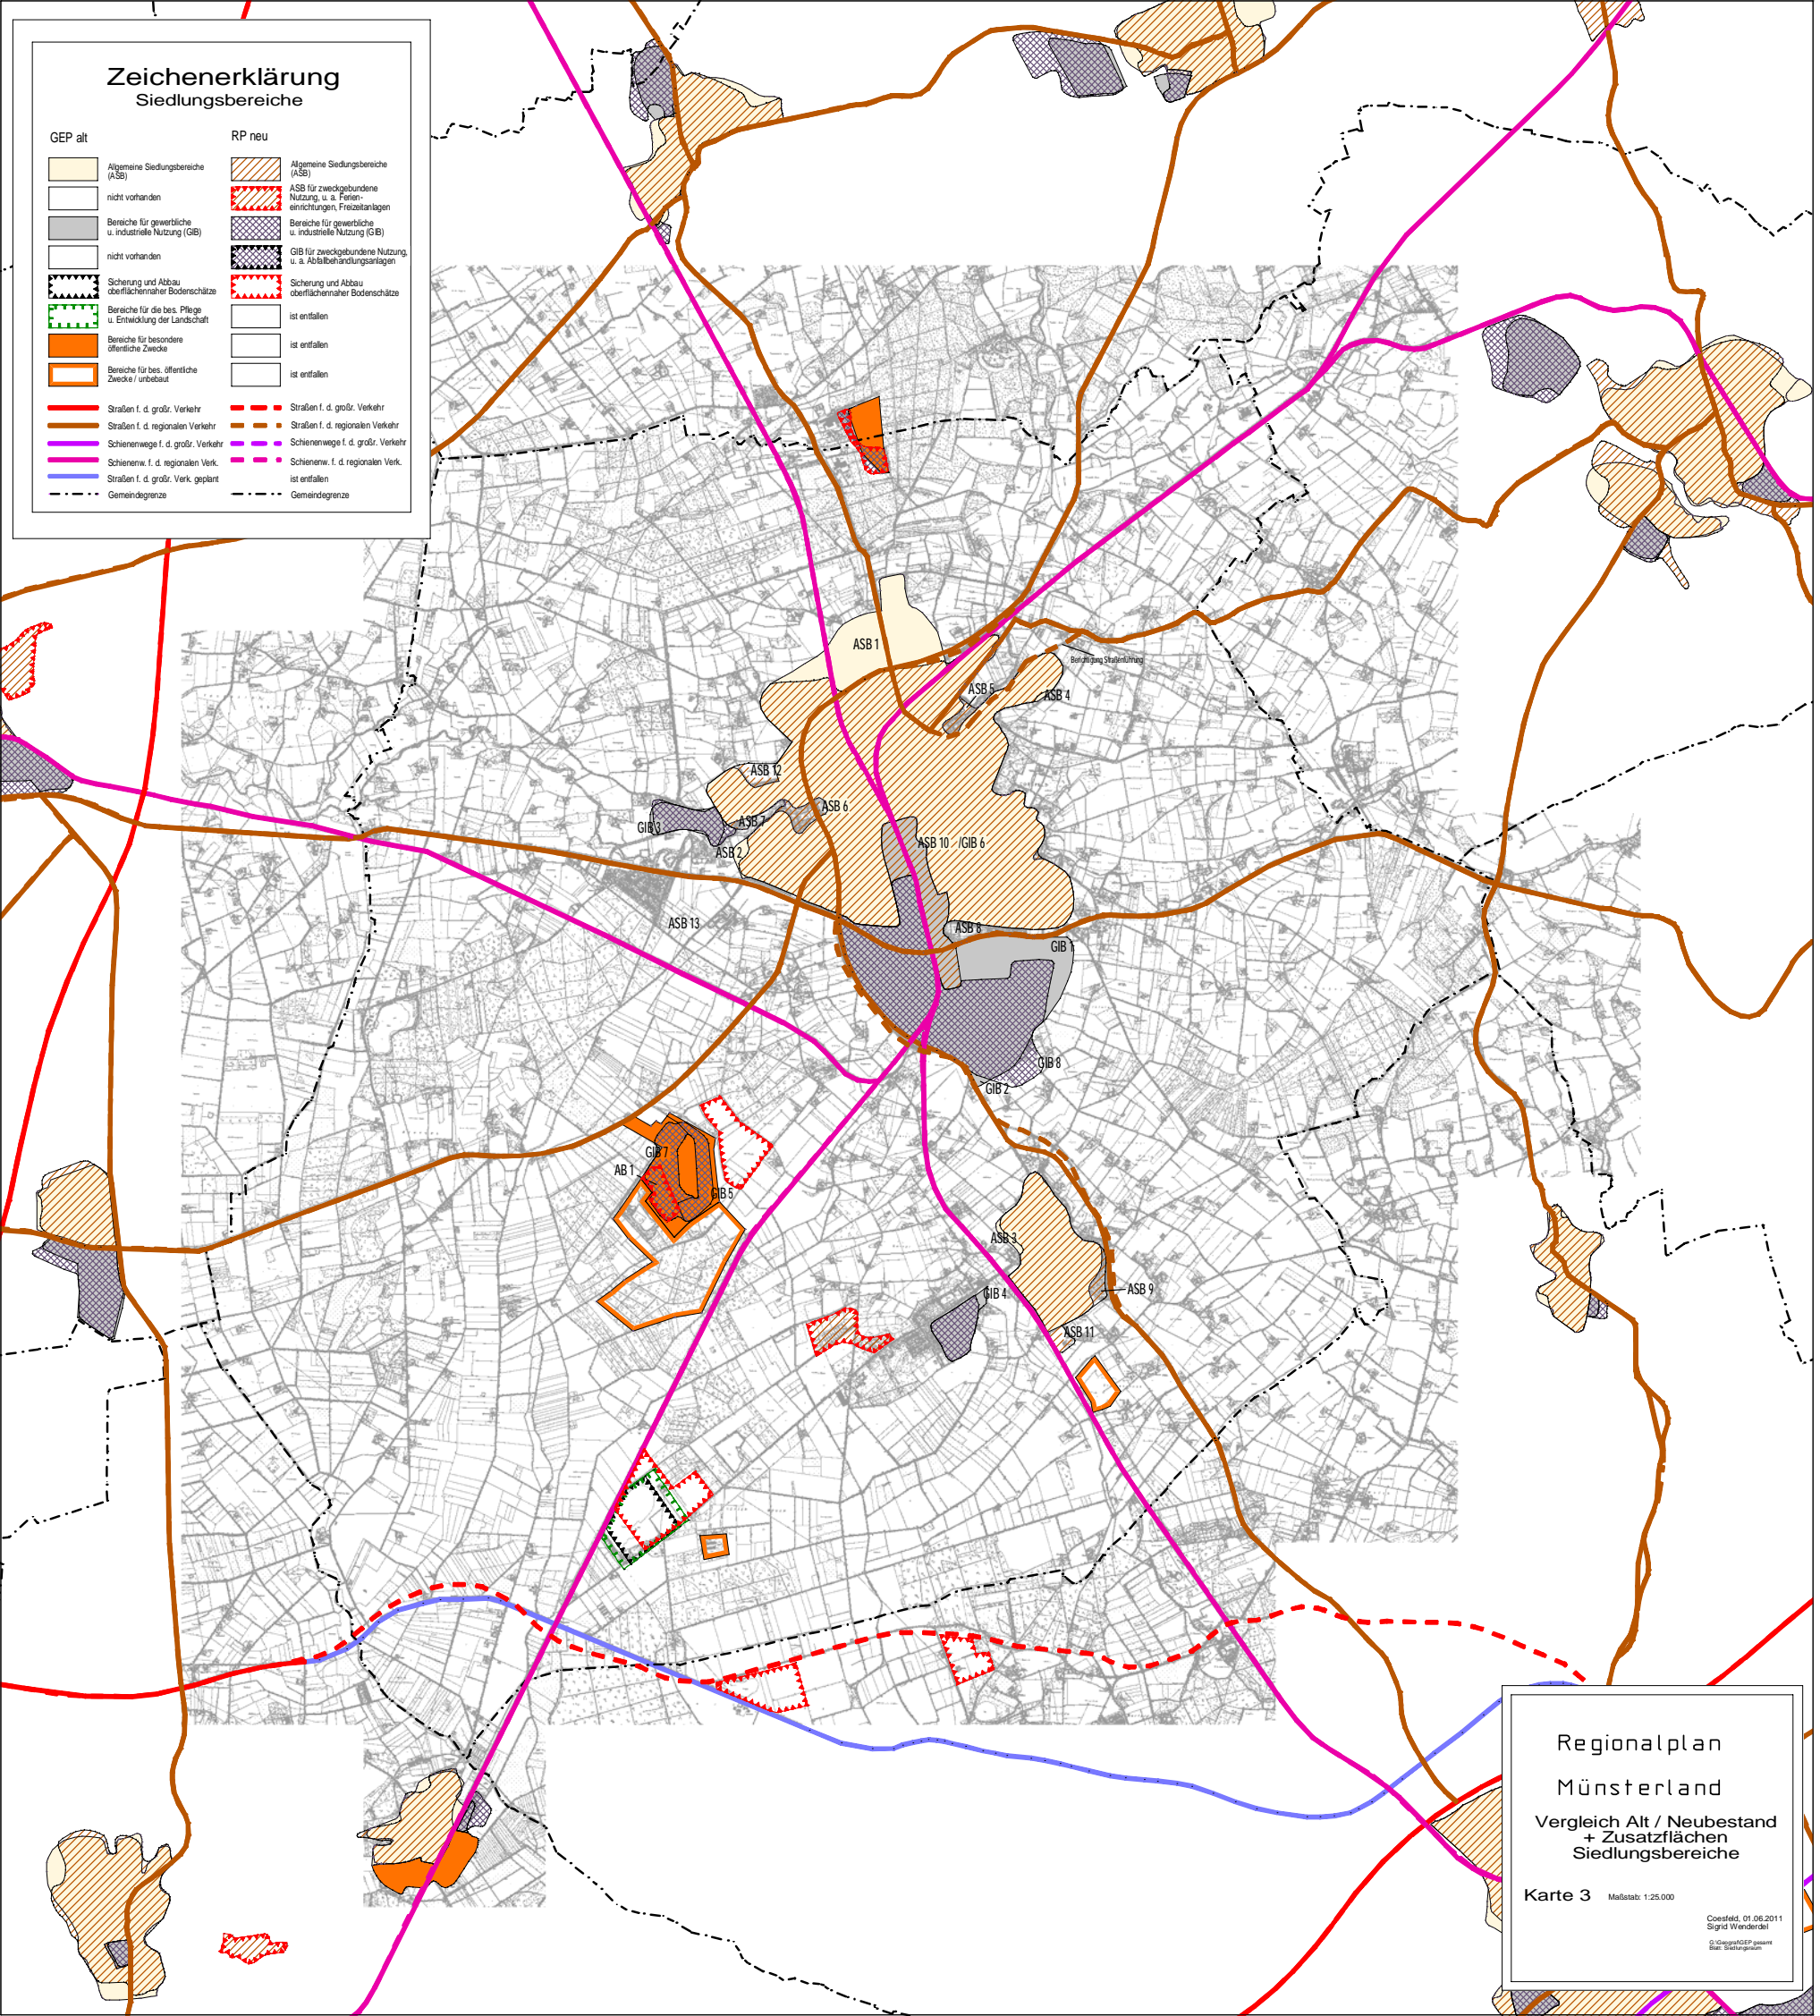 Zeichenerklärung
Siedlungsbereiche
GEP alt
RP neu
Allgemeine Siedlungsbereiche
(ASB)
Allgemeine Siedlungsbereiche
(ASB)
nicht vorhanden
ASB für zweckgebundene
Nutzung, u. a. Ferien-
einrichtungen, Freizeitanlagen
Bereiche für gewerbliche
u. industrielle Nutzung (GIB)
Bereiche für gewerbliche
u. industrielle Nutzung (GIB)
nicht vorhanden
GIB für zweckgebundene Nutzung,
u. a. Abfallbehandlungsanlagen
Sicherung und Abbau
oberflächennaher Bodenschätze
Sicherung und Abbau
oberflächennaher Bodenschätze
Bereiche für die bes. Pflege
u. Entwicklung der Landschaft
ist entfallen
Bereiche für besondere
öffentliche Zwecke
ist entfallen
Bereiche für bes. öffentliche
Zwecke / unbebaut
ist entfallen
Straßen f. d. großr. Verkehr
Straßen f. d. großr. Verkehr
Straßen f. d. regionalen Verkehr
Straßen f. d. regionalen Verkehr
Schienenwege f. d. großr. Verkehr
Schienenwege f. d. großr. Verkehr
Schienenw. f. d. regionalen Verk.
Schienenw. f. d. regionalen Verk.
Straßen f. d. großr. Verk. geplant
ist entfallen
Gemeindegrenze
Gemeindegrenze
ASB 1
Berichtigung Straßenführung
ASB 5
ASB 4
ASB 12
ASB 6
GIB 3
ASB 7
ASB 2
ASB 10 /GIB 6
ASB 13
ASB 8
GIB 1
GIB 8
GIB 2
GIB 7
AB 1
GIB 5
ASB 3
GIB 4
ASB 9
ASB 11
Regionalplan
Münsterland
Vergleich Alt / Neubestand
+ Zusatzflächen
Siedlungsbereiche
Karte 3 Maßstab: 1:25.000
Coesfeld, 01.06.2011
Sigrid Wenderdel
Blatt: Siedlungsraum